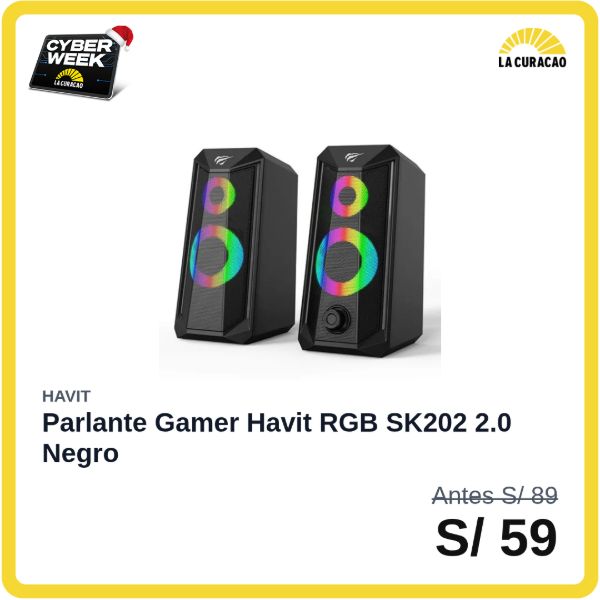 CYBER
WEEK
LA CURACAO
LA CURACAO
HAVIT
Parlante Gamer Havit RGB SK202 2.0
Negro
Antes S/ 89
S/ 59